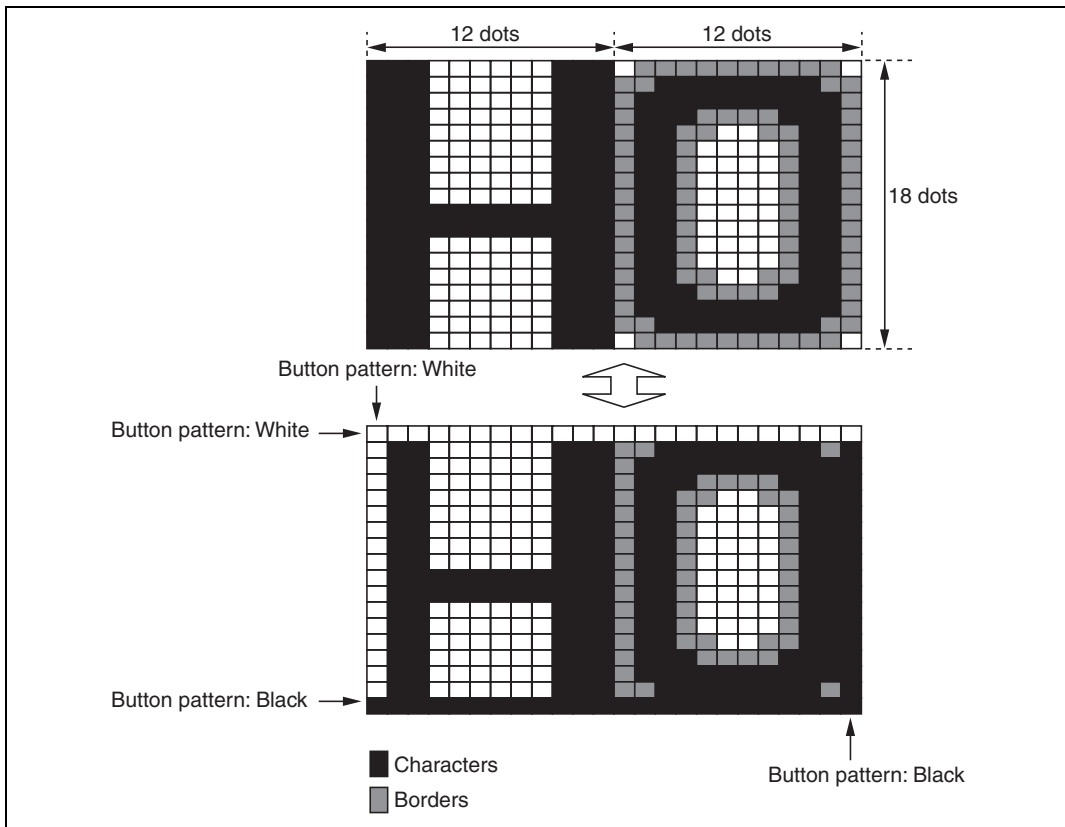 12 dots
12 dots
18 dots
Button pattern: White
Button pattern: White
Button pattern: Black
Characters
Borders
Button pattern: Black